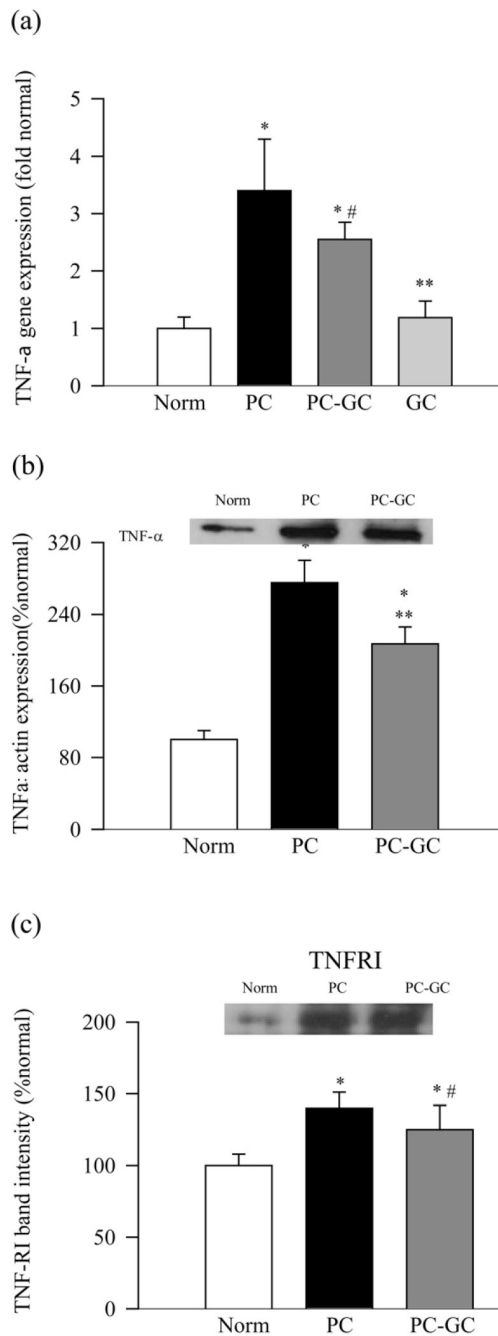 (a)
TNF-a gene expression (fold normal)
5
4
3
2
1
0
*
* #
**
Norm PC PC-GC GC
(b)
Norm PC PC-GC
TNF-α
TNFa: actin expression(%normal)
320
240
160
80
0
*
*
**
Norm PC PC-GC
(c)
TNFRI
Norm PC PC-GC
TNF-RI band intensity (%normal)
200
150
100
50
0
*
* #
Norm PC PC-GC